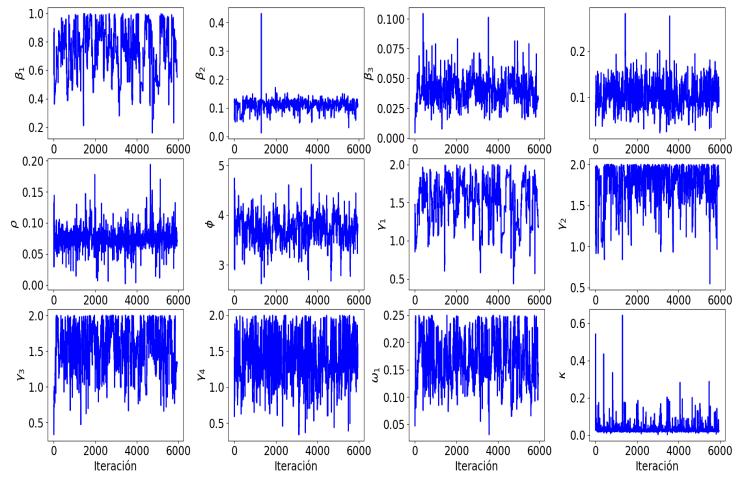 β1 1.0 0.8 0.6 0.4 0.2 0 2000 4000 6000
β2 0.4 0.3 0.2 0.1 0.0 0 2000 4000 6000
β3 0.100 0.075 0.050 0.025 0.000 0 2000 4000 6000
0.2 0.1 0 2000 4000 6000
ρ 0.20 0.15 0.10 0.05 0.00 0 2000 4000 6000
ϕ 5 4 3 0 2000 4000 6000
γ1 2.0 1.5 1.0 0.5 0 2000 4000 6000
γ2 2.0 1.5 1.0 0.5 0 2000 4000 6000
γ3 2.0 1.5 1.0 0.5 0 2000 4000 6000
Iteración
γ4 2.0 1.5 1.0 0.5 0 2000 4000 6000
Iteración
ω1 0.25 0.20 0.15 0.10 0.05 0 2000 4000 6000
Iteración
κ 0.6 0.4 0.2 0.0 0 2000 4000 6000
Iteración